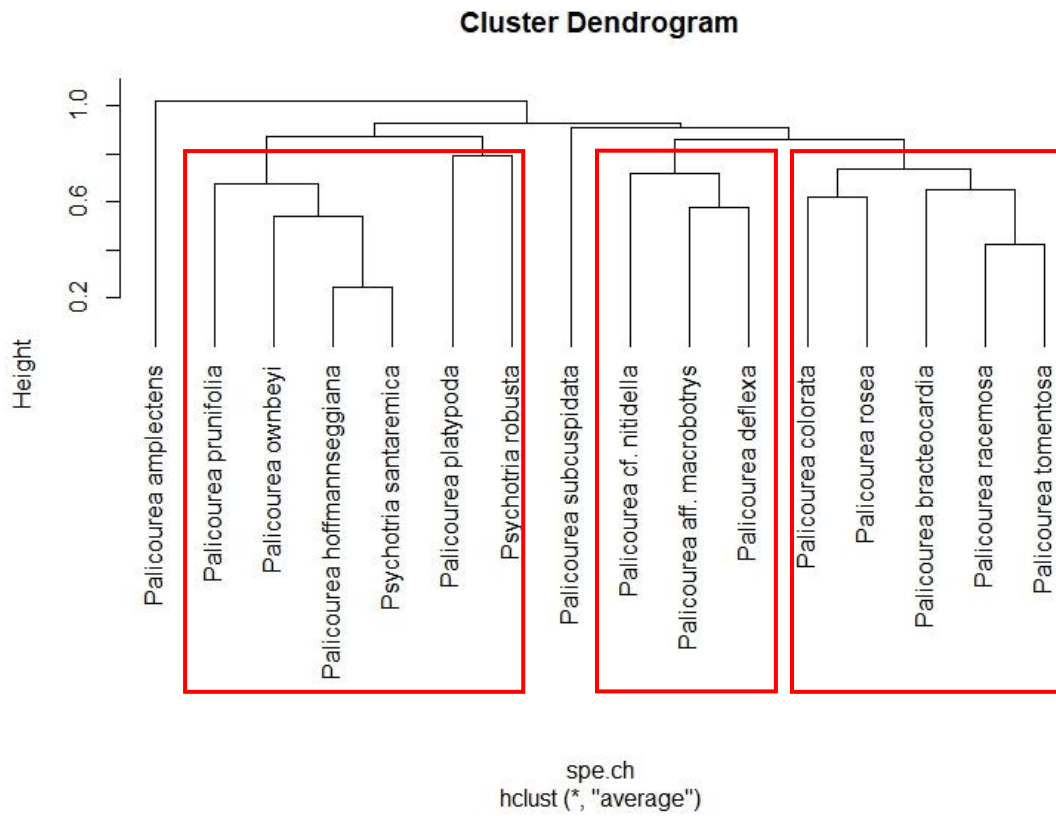 Cluster Dendrogram
Height
1.0
0.6
0.2
Palicourea amplectens
Palicourea prunifolia
Palicourea ownbeyi
Palicourea hoffmannseggiana
Psychotria santaremica
Palicourea platypoda
Psychotria robusta
Palicourea subcuspidata
Palicourea cf. nitidella
Palicourea aff. macrobotrys
Palicourea deflexa
Palicourea colorata
Palicourea rosea
Palicourea bracteocardia
Palicourea racemosa
Palicourea tomentosa
spe.ch
hclust (*, "average")